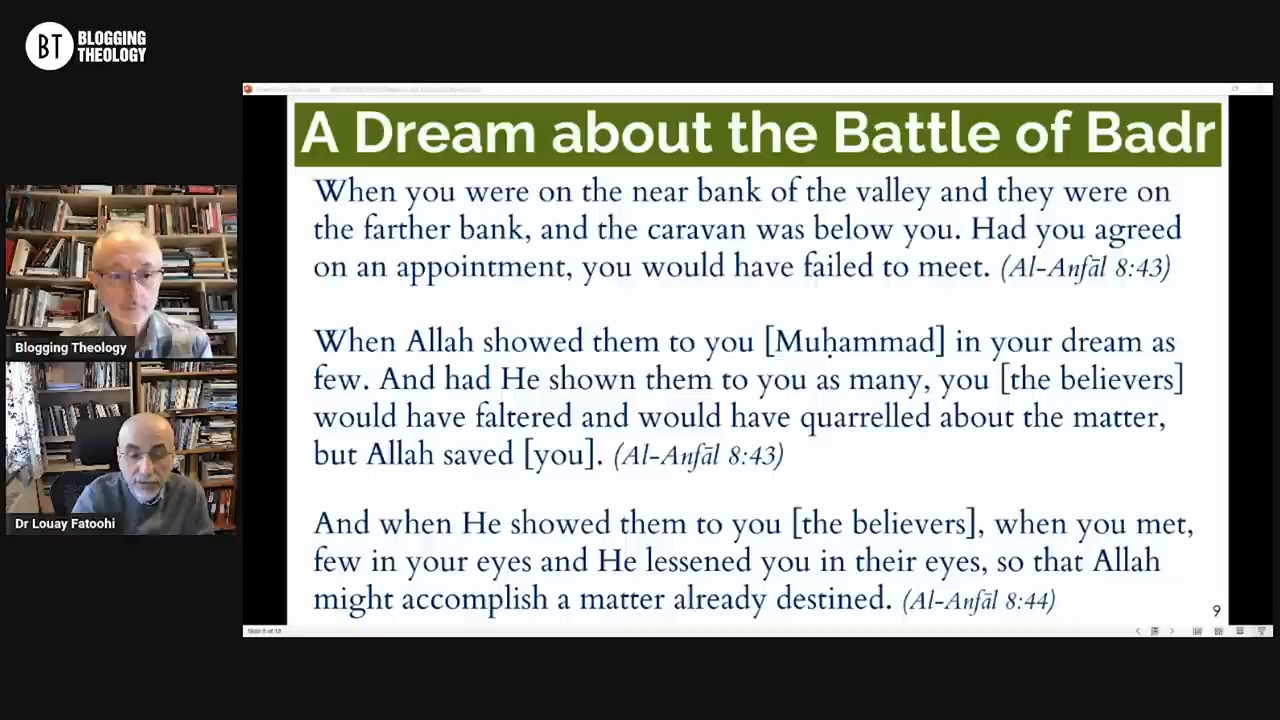 BT BLOGGING
THEOLOGY
A Dream about the Battle of Badr
When you were on the near bank of the valley and they were on
the farther bank, and the caravan was below you. Had you agreed
on an appointment, you would have failed to meet. (Al-Anfāl 8:43)
When Allah showed them to you [Muḥammad] in your dream as
few. And had He shown them to you as many, you [the believers]
would have faltered and would have quarrelled about the matter,
but Allah saved [you]. (Al-Anfāl 8:43)
And when He showed them to you [the believers], when you met,
few in your eyes and He lessened you in their eyes, so that Allah
might accomplish a matter already destined. (Al-Anfāl 8:44)
9
Blogging Theology
Dr Louay Fatoohi